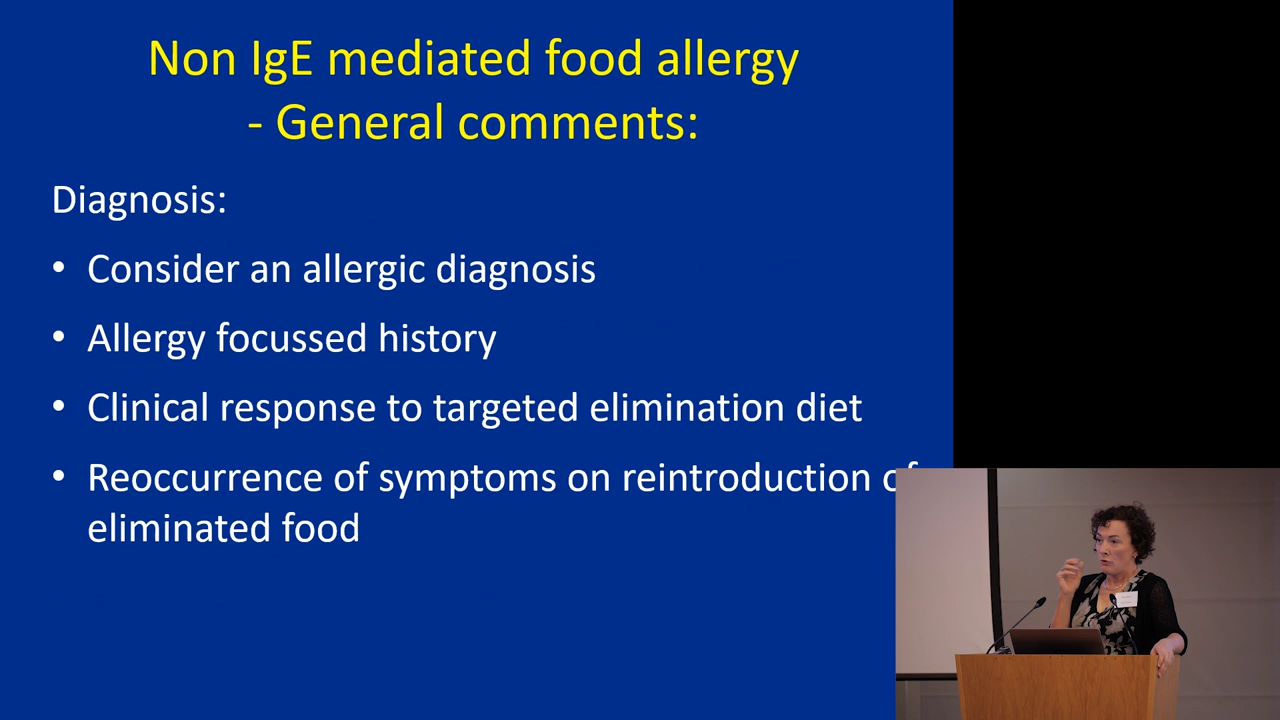 Non IgE mediated food allergy
- General comments:
Diagnosis:
• Consider an allergic diagnosis
• Allergy focussed history
• Clinical response to targeted elimination diet
• Reoccurrence of symptoms on reintroduction of
eliminated food